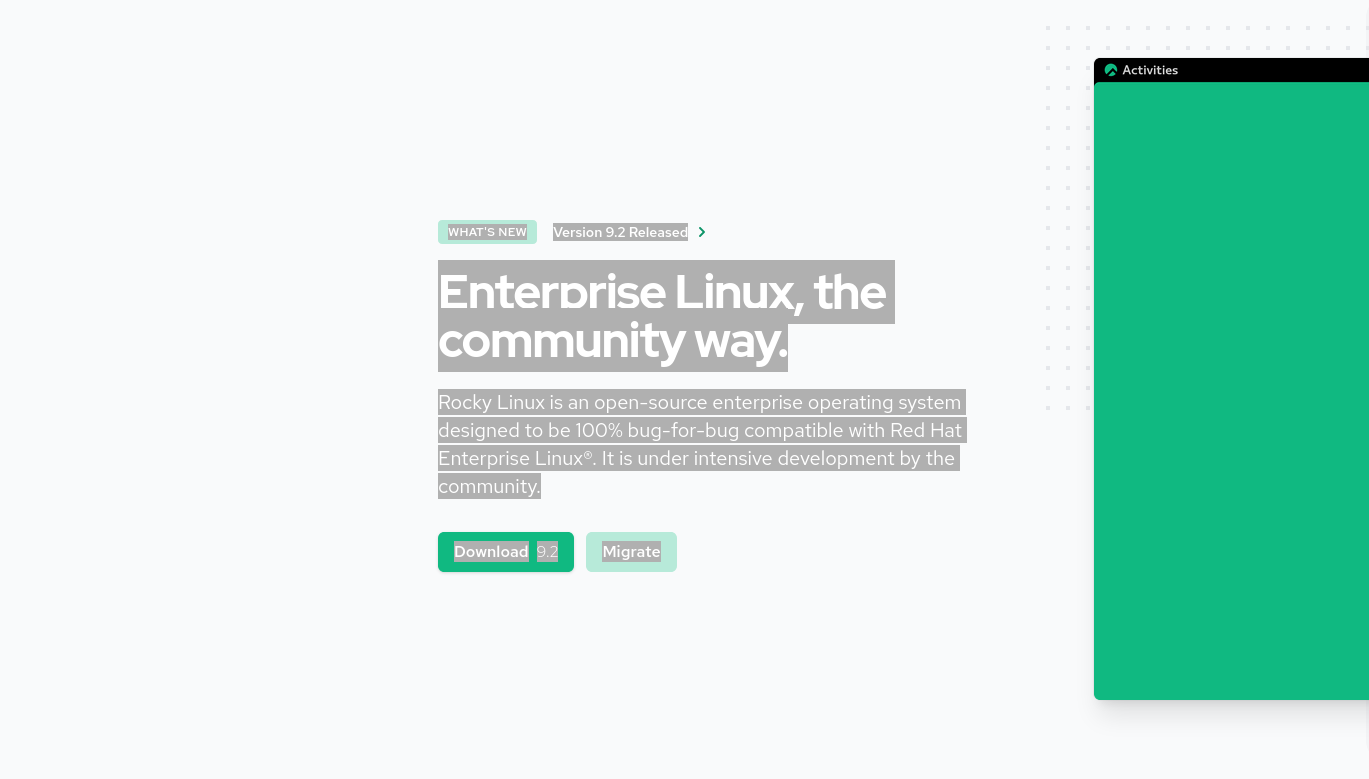 Activities
WHAT'S NEW Version 9.2 Released
Enterprise Linux, the
community way.
Rocky Linux is an open-source enterprise operating system
designed to be 100% bug-for-bug compatible with Red Hat
Enterprise Linux®. It is under intensive development by the
community.
Download 9.2 Migrate